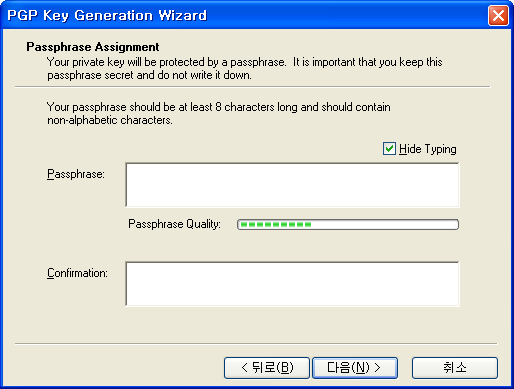 PGP Key Generation Wizard
Passphrase Assignment
Your private key will be protected by a passphrase.  It is important that you keep this
passphrase secret and do not write it down.
Your passphrase should be at least 8 characters long and should contain
non-alphabetic characters.
Hide Typing
Passphrase:
Passphrase Quality:
Confirmation:
< 뒤로(B) 다음(N) > 취소